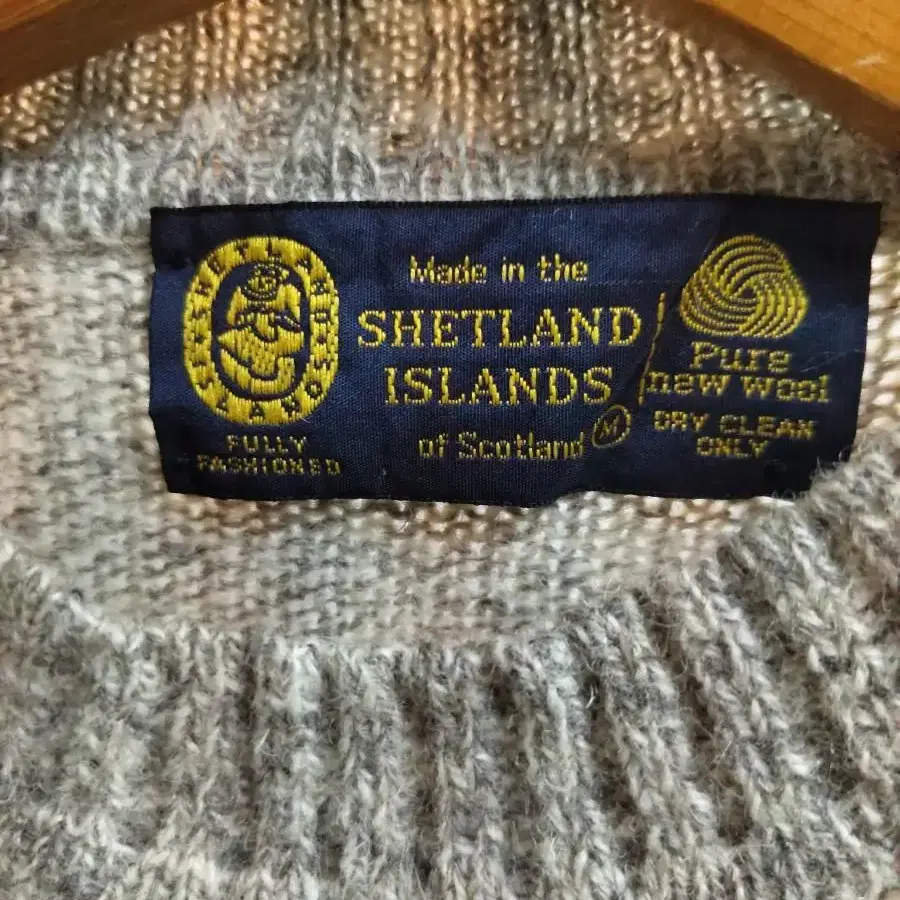 FULLY
FASHIONED
Made in the
SHETLAND
ISLANDS
of Scotland
M
Pure
new wool
DRY CLEAN
ONLY